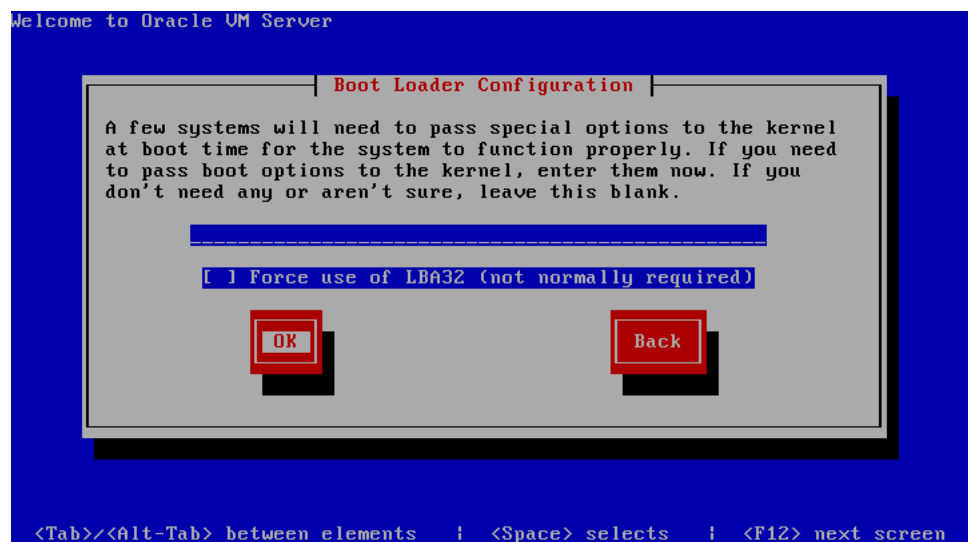 Welcome to Oracle VM Server
Boot Loader Configuration
A few systems will need to pass special options to the kernel
at boot time for the system to function properly. If you need
to pass boot options to the kernel, enter them now. If you
don't need any or aren't sure, leave this blank.
[ ] Force use of LBA32 (not normally required)
OK Back
<Tab>/<Alt-Tab> between elements | <Space> selects | <F12> next screen